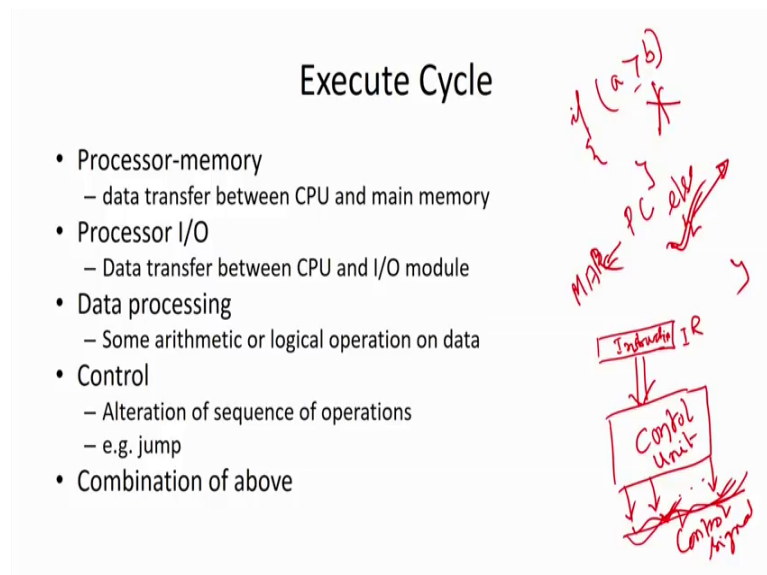 Execute Cycle
• Processor-memory
– data transfer between CPU and main memory
• Processor I/O
– Data transfer between CPU and I/O module
• Data processing
– Some arithmetic or logical operation on data
• Control
– Alteration of sequence of operations
– e.g. jump
• Combination of above
if (a > b)
{
}
else
}
MAR ← PC
Instruction IR
Control
Unit
Control
signal